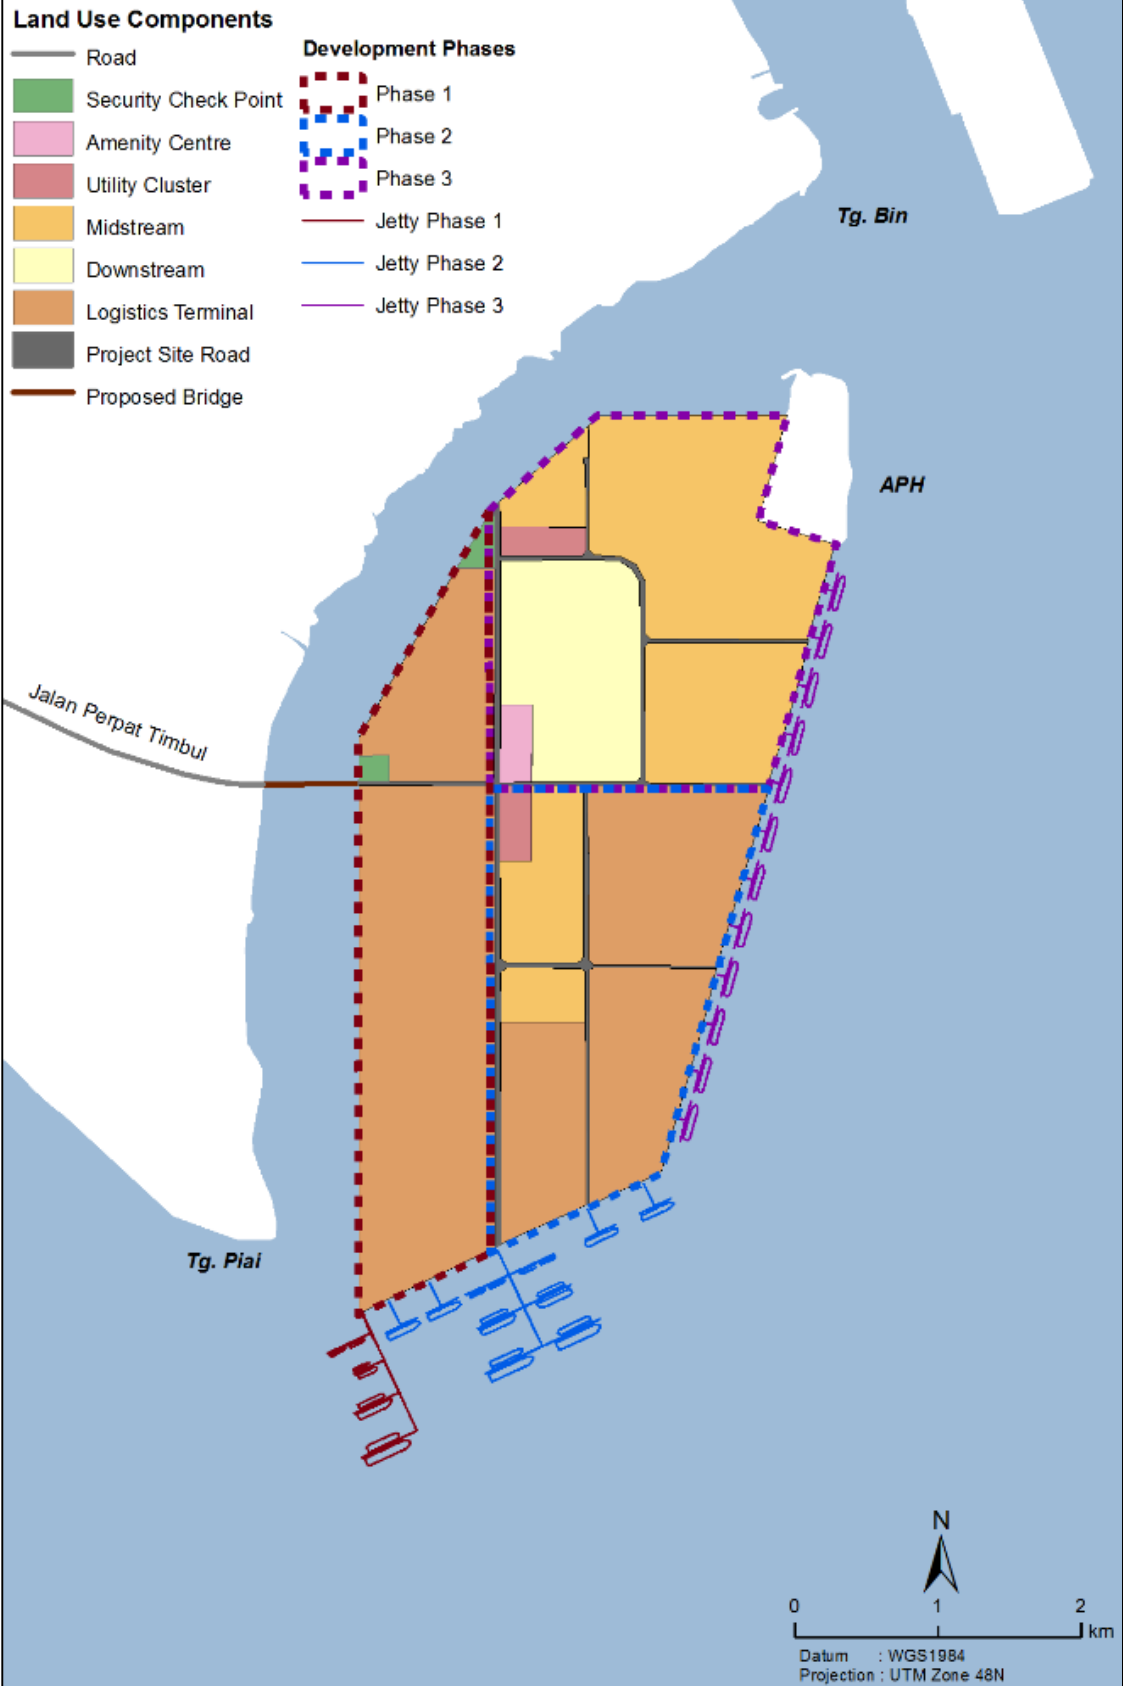 Land Use Components
Road
Security Check Point
Amenity Centre
Utility Cluster
Midstream
Downstream
Logistics Terminal
Project Site Road
Proposed Bridge
Development Phases
Phase 1
Phase 2
Phase 3
Jetty Phase 1
Jetty Phase 2
Jetty Phase 3
Tg. Bin
APH
Jalan Perpat Timbul
Tg. Piai
N
0 1 2
km
Datum : WGS1984
Projection : UTM Zone 48N